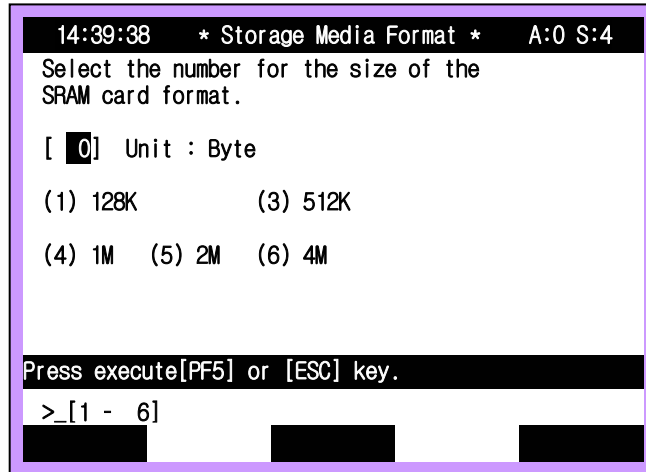 14:39:38 * Storage Media Format * A:0 S:4
Select the number for the size of the
SRAM card format.
[ 0] Unit : Byte
(1) 128K (3) 512K
(4) 1M (5) 2M (6) 4M
Press execute[PF5] or [ESC] key.
>_[1 - 6]